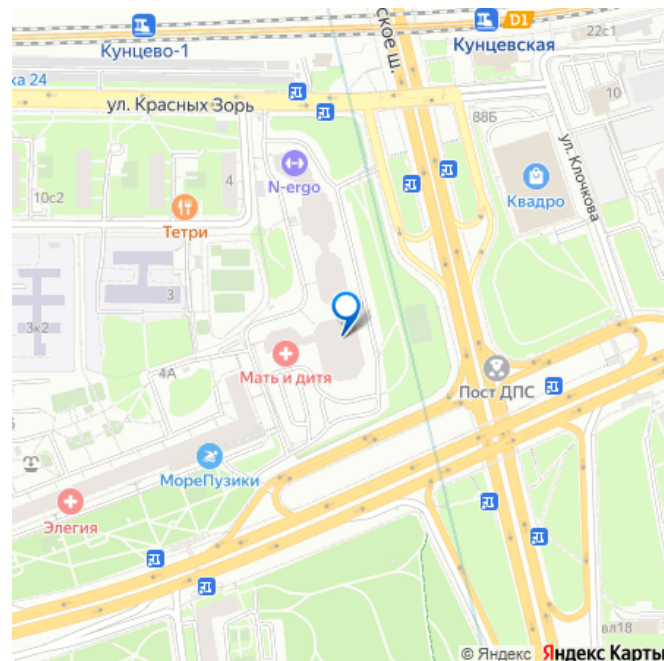 D1
Кунцево-1
Кунцевская
22с1
ское ш.
ка 24
ул. Красных Зорь
10
88Б
ул. Клочкова
4
N-ergo
10с2
Тетри
Квадро
3
3к2
4А
Мать и дитя
Пост ДПС
МореПузики
Элегия
вл18
© Яндекс Яндекс Карты